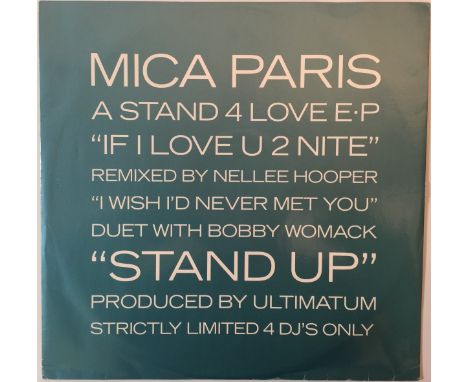 MICA PARIS
A STAND 4 LOVE E·P
"IF I LOVE U 2 NITE"
REMIXED BY NELLEE HOOPER
"I WISH I'D NEVER MET YOU"
DUET WITH BOBBY WOMACK
"STAND UP"
PRODUCED BY ULTIMATUM
STRICTLY LIMITED 4 DJ'S ONLY